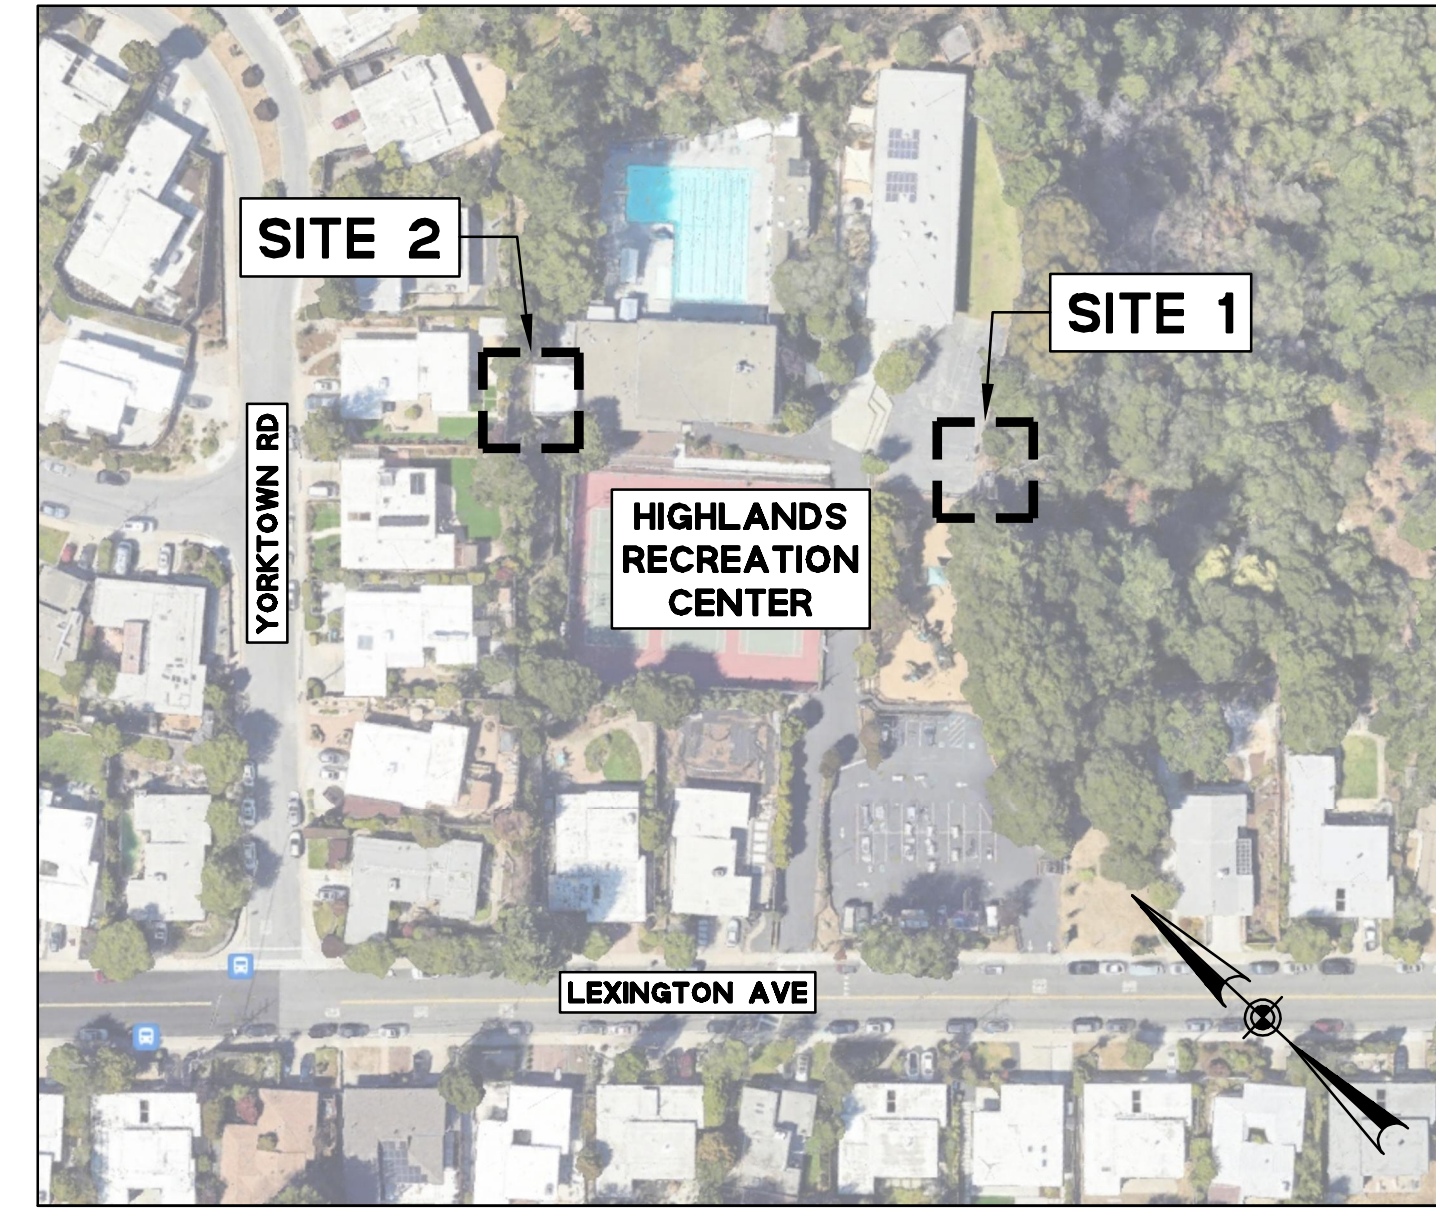 SITE 2
SITE 1
YORKTOWN RD
HIGHLANDS
RECREATION
CENTER
LEXINGTON AVE